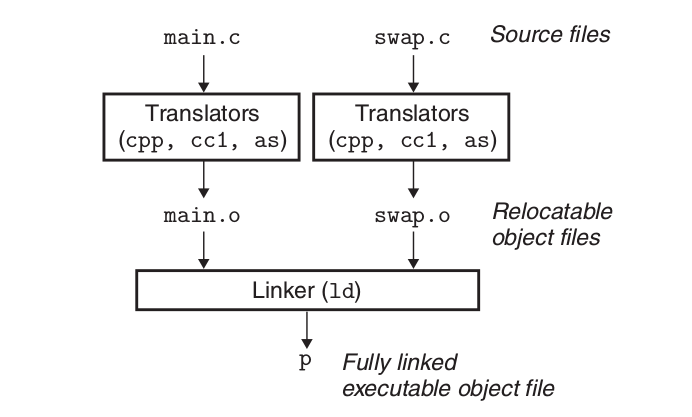 main.c swap.c Source files
Translators Translators
(cpp, cc1, as) (cpp, cc1, as)
main.o swap.o Relocatable
object files
Linker (ld)
p Fully linked
executable object file